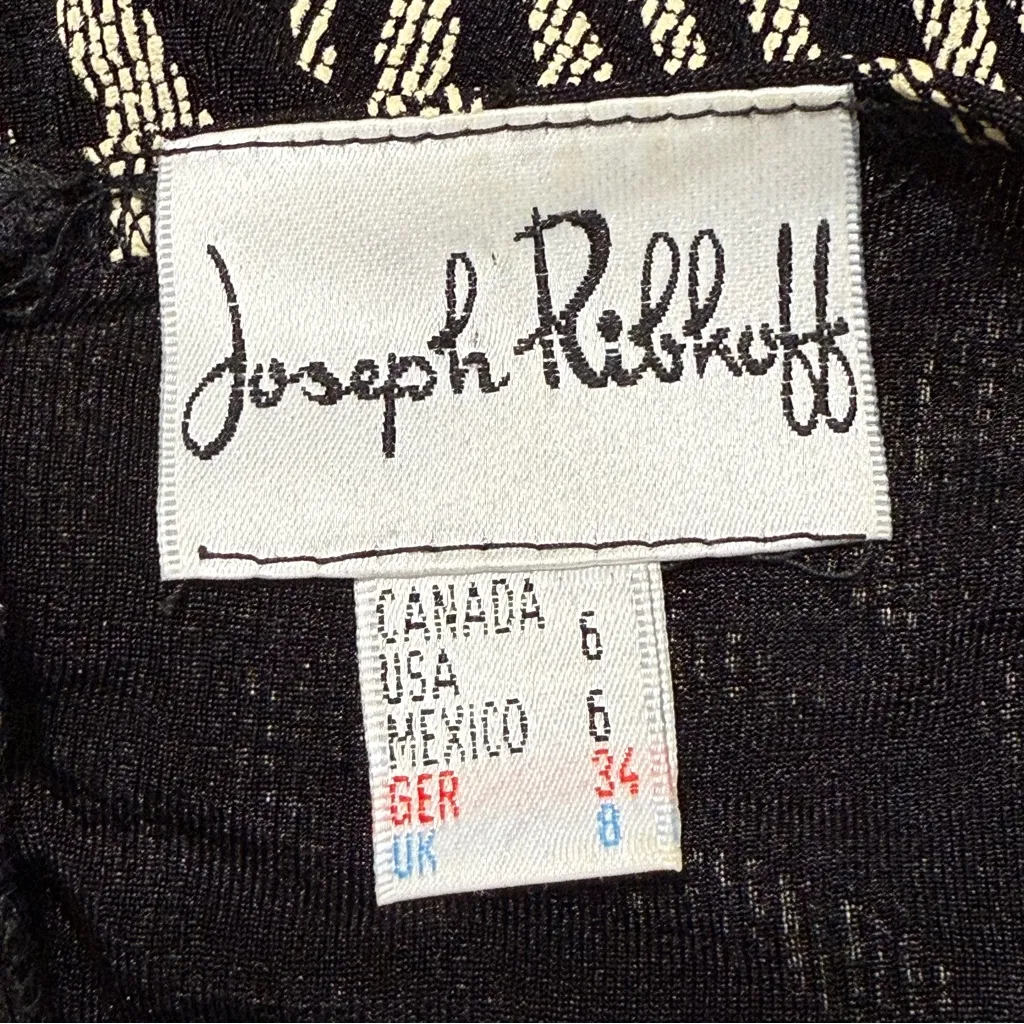 Joseph Ribkoff
CANADA 6
USA
MEXICO 6
GER 34
UK 8